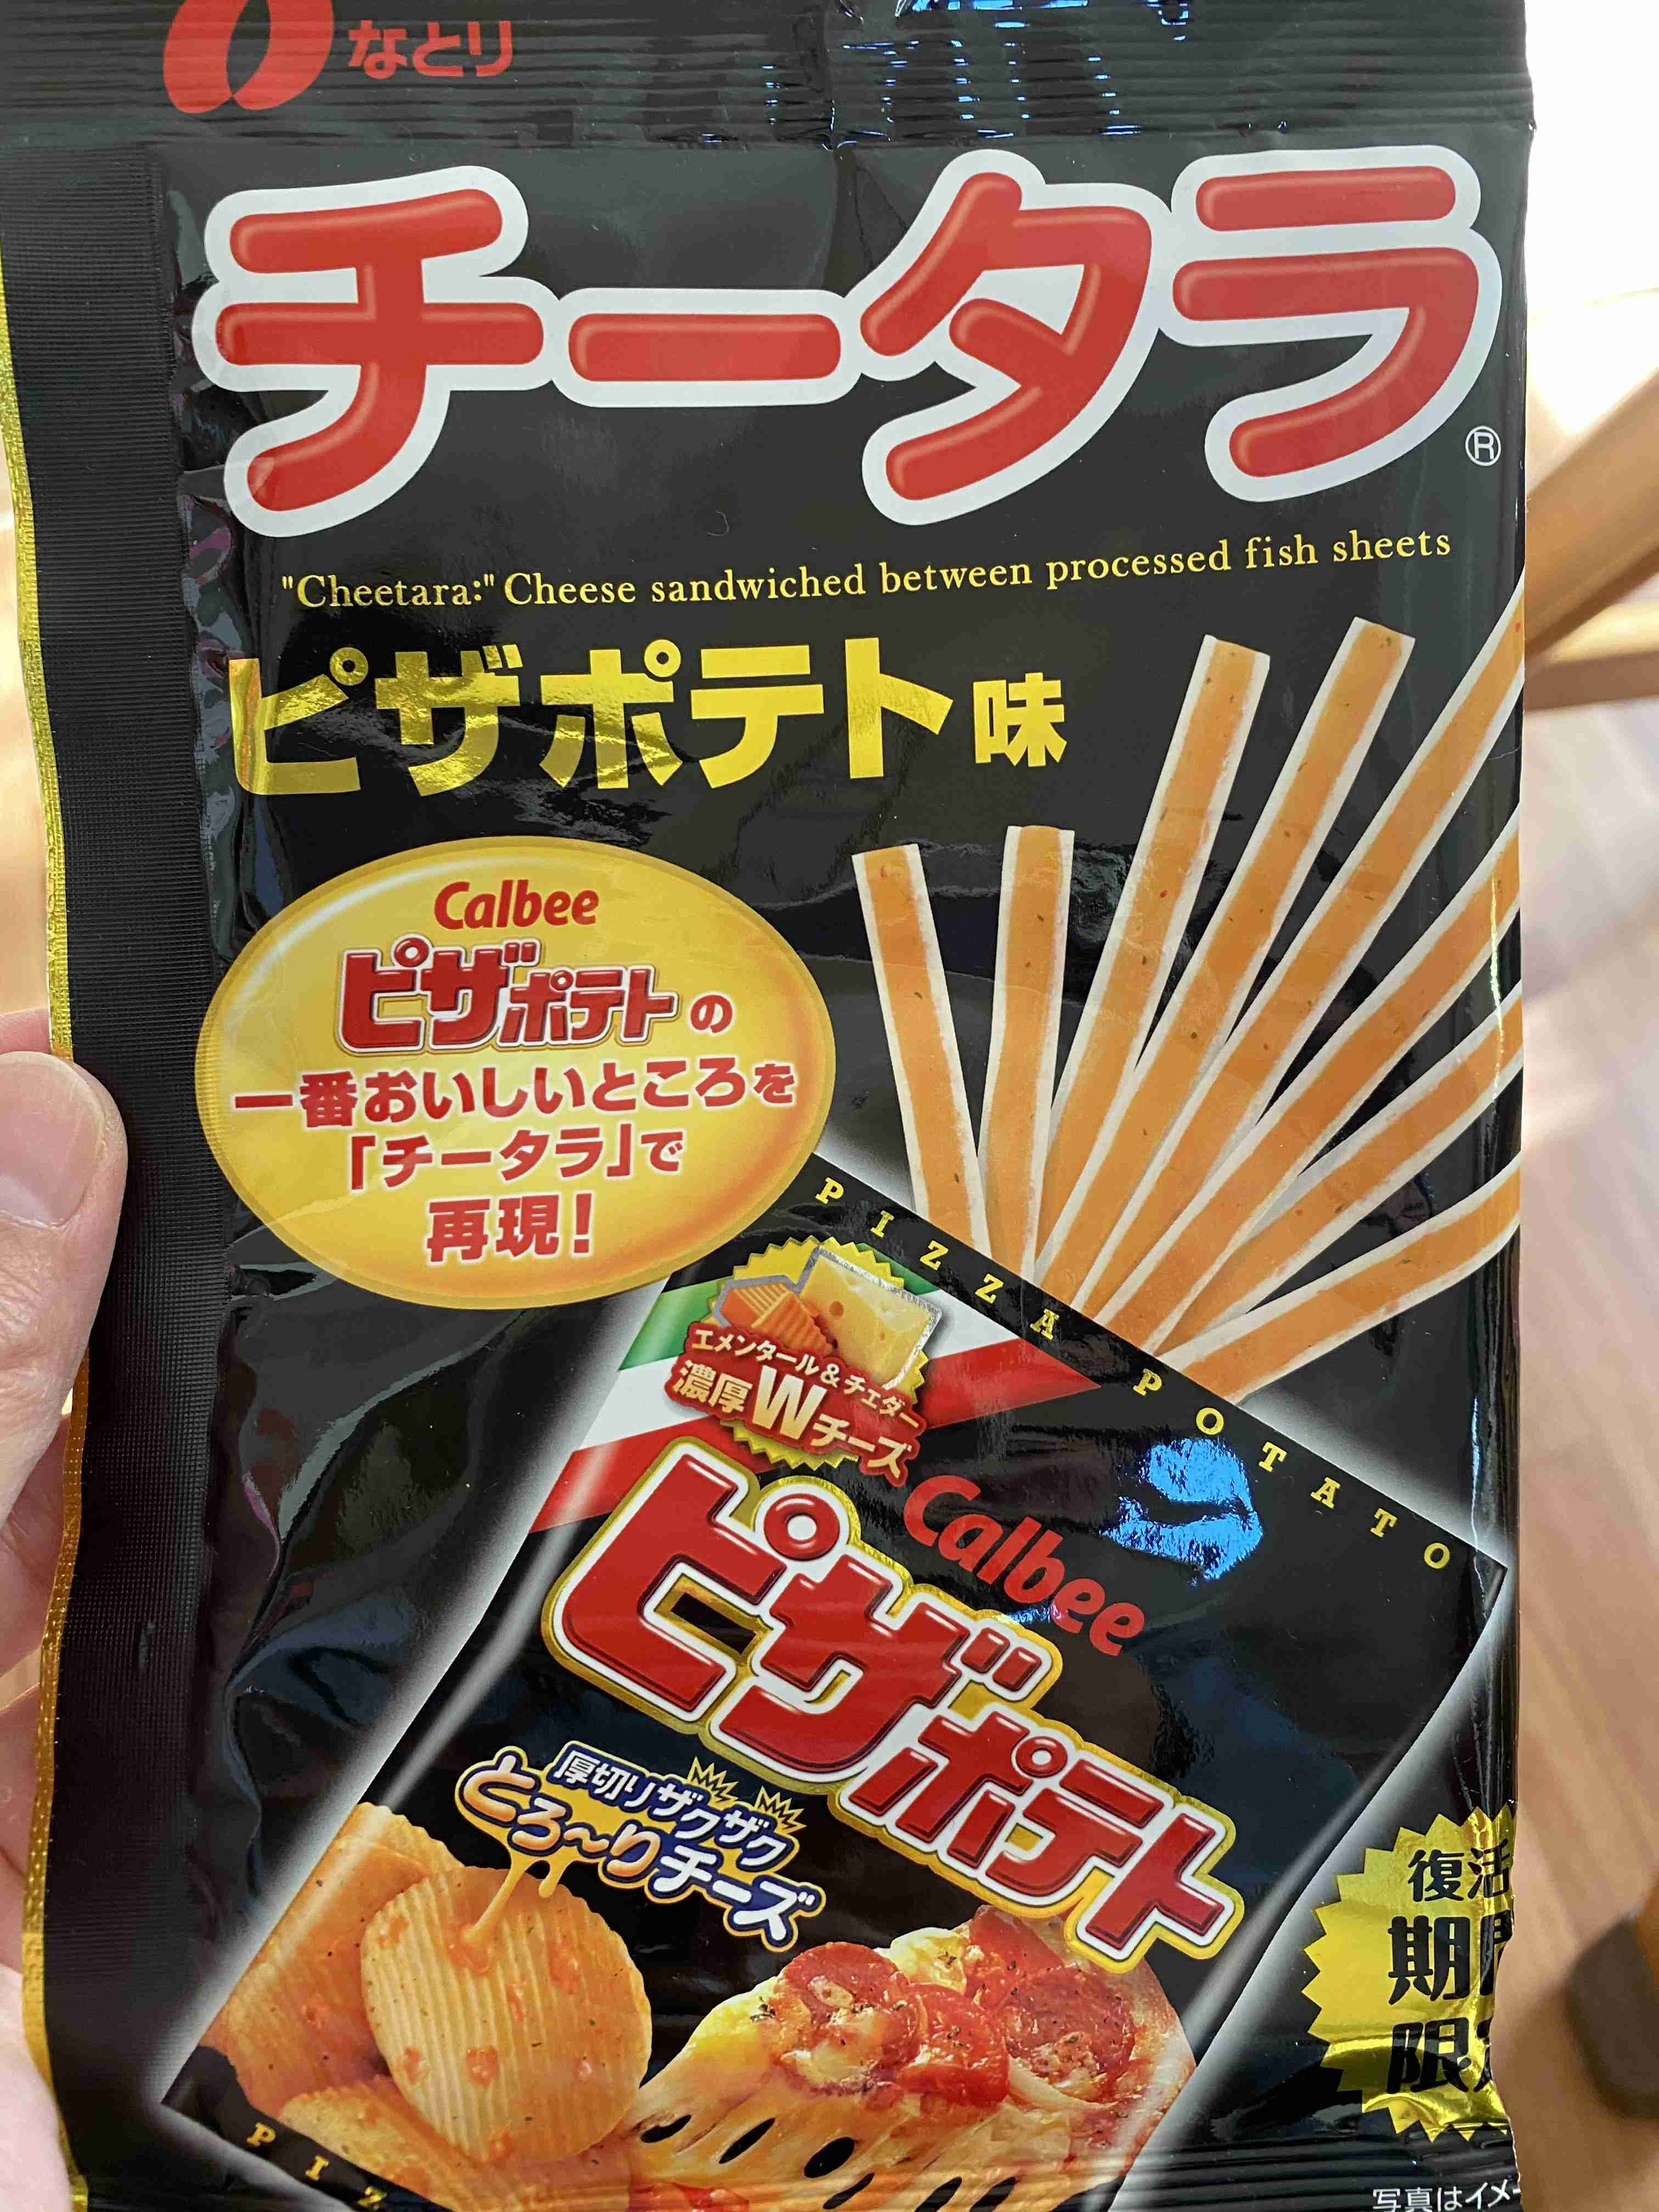 なとり
チータラ®
"Cheetara:" Cheese sandwiched between processed fish sheets
ピザポテト味
Calbee
ピザポテトの
一番おいしいところを
「チータラ」で
再現!
PIZZA POTATO
エメンタール&チェダー
濃厚Wチーズ
Calbee
ピザポテト
厚切りザクザク
とろ～りチーズ
復活
期
限
PIZ
写真はイメ